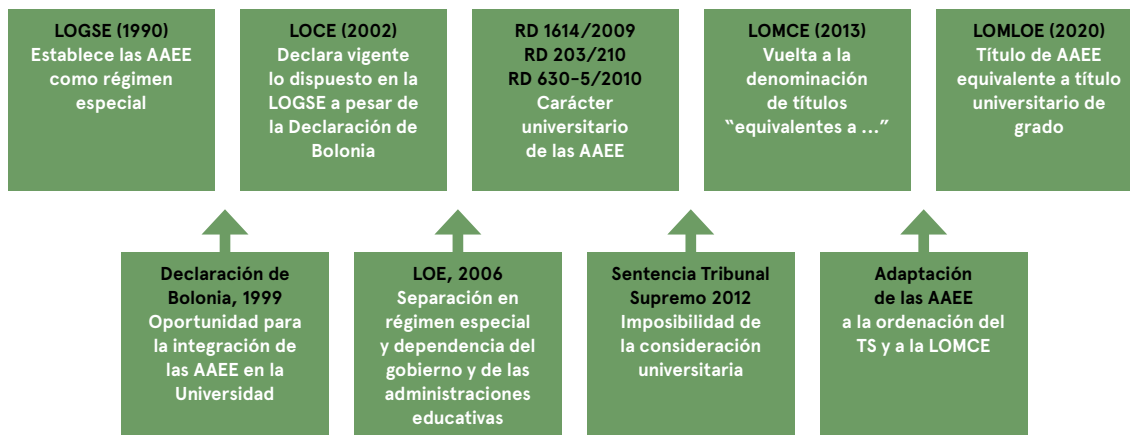 LOGSE (1990)
Establece las AAEE
como régimen
especial
LOCE (2002)
Declara vigente
lo dispuesto en la
LOGSE a pesar de
la Declaración de
Bolonia
RD 1614/2009
RD 203/210
RD 630-5/2010
Carácter
universitario
de las AAEE
LOMCE (2013)
Vuelta a la
denominación
de títulos
“equivalentes a ...”
LOMLOE (2020)
Título de AAEE
equivalente a título
universitario de
grado
Declaración de
Bolonia, 1999
Oportunidad para
la integración de
las AAEE en la
Universidad
LOE, 2006
Separación en
régimen especial
y dependencia del
gobierno y de las
administraciones
educativas
Sentencia Tribunal
Supremo 2012
Imposibilidad de
la consideración
universitaria
Adaptación
de las AAEE
a la ordenación del
TS y a la LOMCE